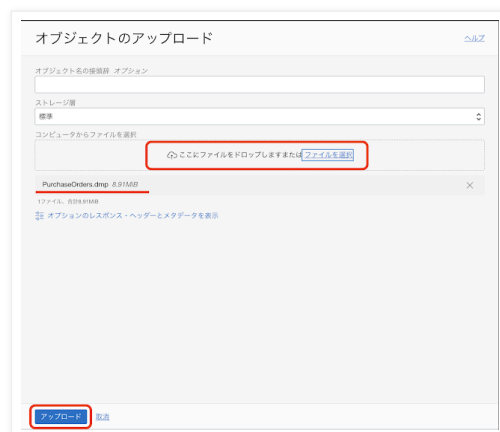 オブジェクトのアップロード
ヘルプ
オブジェクト名の接頭辞 オプション
ストレージ層
標準
コンピュータからファイルを選択
ここにファイルをドロップしますまたはファイルを選択
PurchaseOrders.dmp 8.91MiB
1ファイル、合計8.91MiB
オプションのレスポンス・ヘッダーとメタデータを表示
アップロード 取消